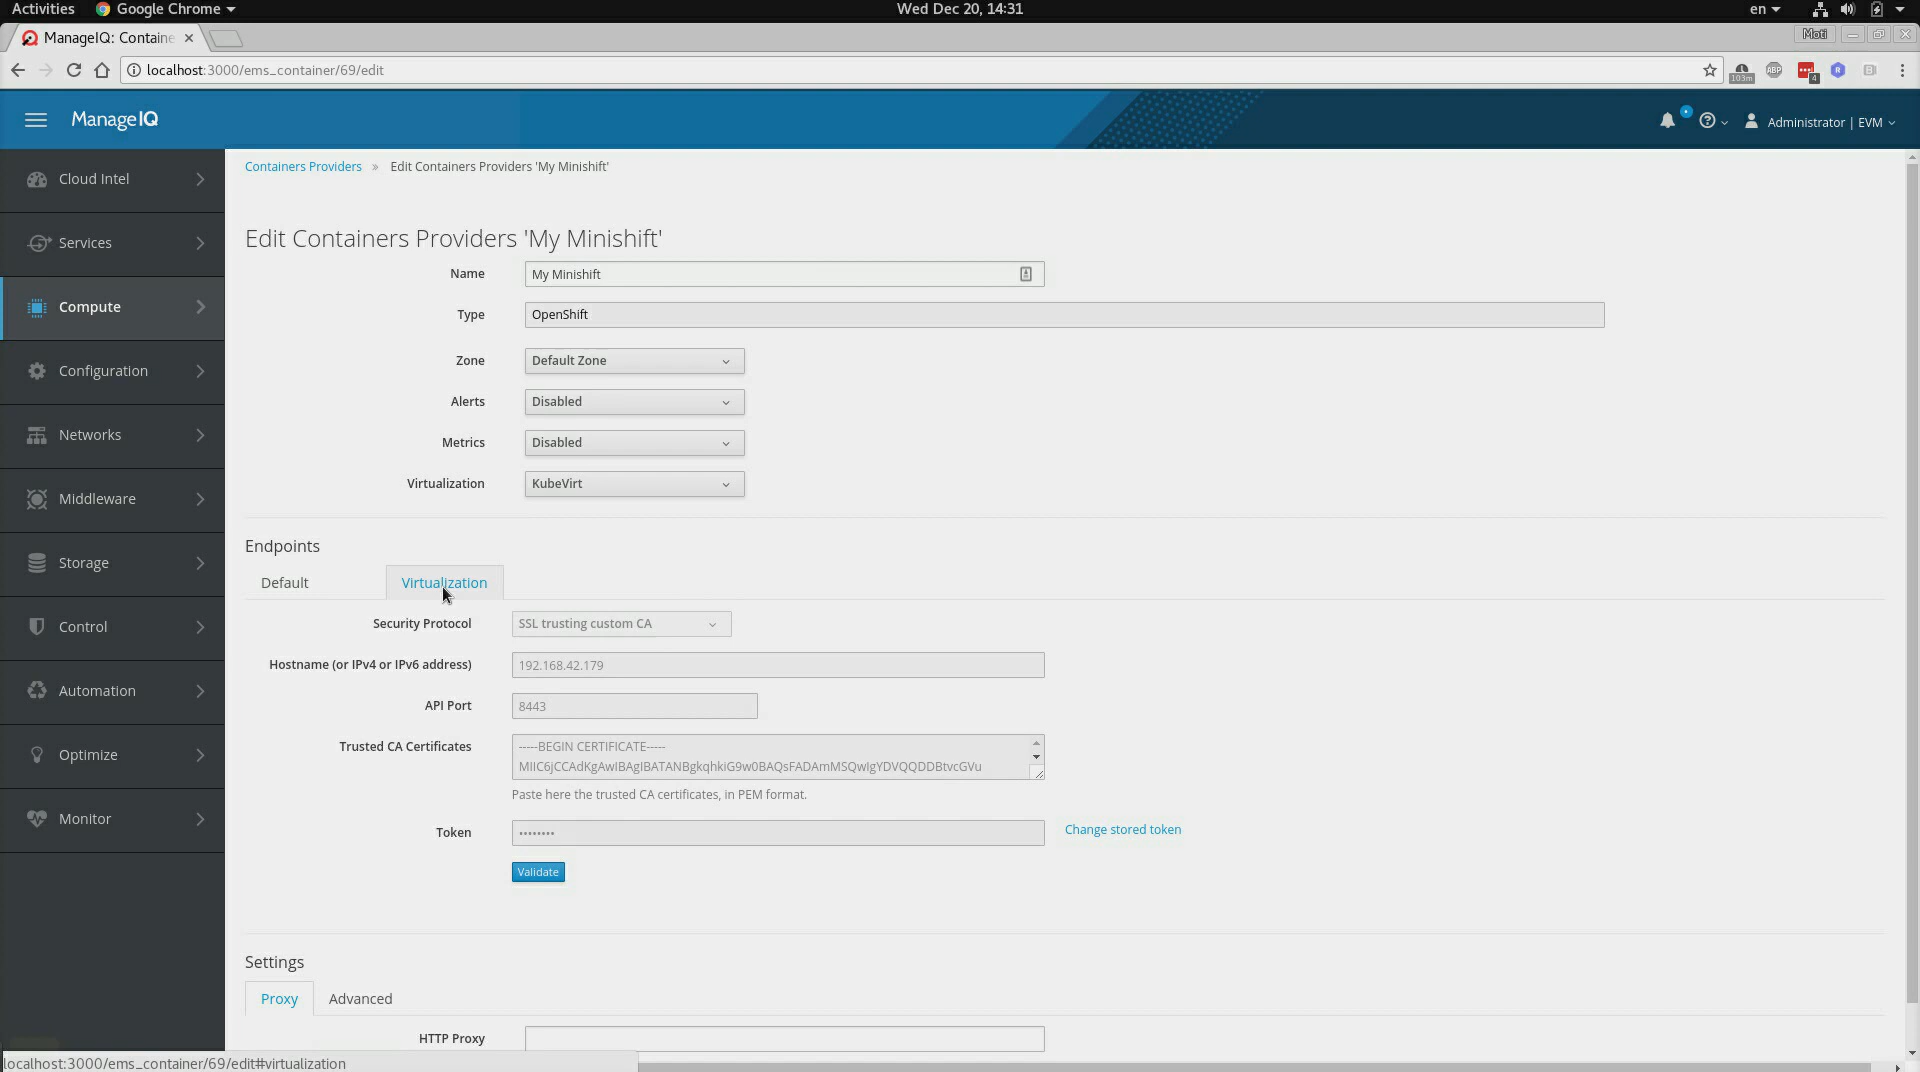 Activities Google Chrome Wed Dec 20, 14:31 en
ManageIQ: Containe Moti
localhost:3000/ems_container/69/edit ABP 103m 4 R
ManageIQ Administrator | EVM
Cloud Intel
Services
Compute
Configuration
Networks
Middleware
Storage
Control
Automation
Optimize
Monitor
Containers Providers » Edit Containers Providers 'My Minishift'
Edit Containers Providers 'My Minishift'
Name My Minishift
Type OpenShift
Zone Default Zone
Alerts Disabled
Metrics Disabled
Virtualization KubeVirt
Endpoints
Default Virtualization
Security Protocol SSL trusting custom CA
Hostname (or IPv4 or IPv6 address) 192.168.42.179
API Port 8443
Trusted CA Certificates -----BEGIN CERTIFICATE-----
MIIC6jCCAdKgAwIBAgIBATANBgkqhkiG9w0BAQsFADAmMSQwIgYDVQQDDBtvcGVu
Paste here the trusted CA certificates, in PEM format.
Token •••••••• Change stored token
Validate
Settings
Proxy Advanced
HTTP Proxy
localhost:3000/ems_container/69/edit#virtualization